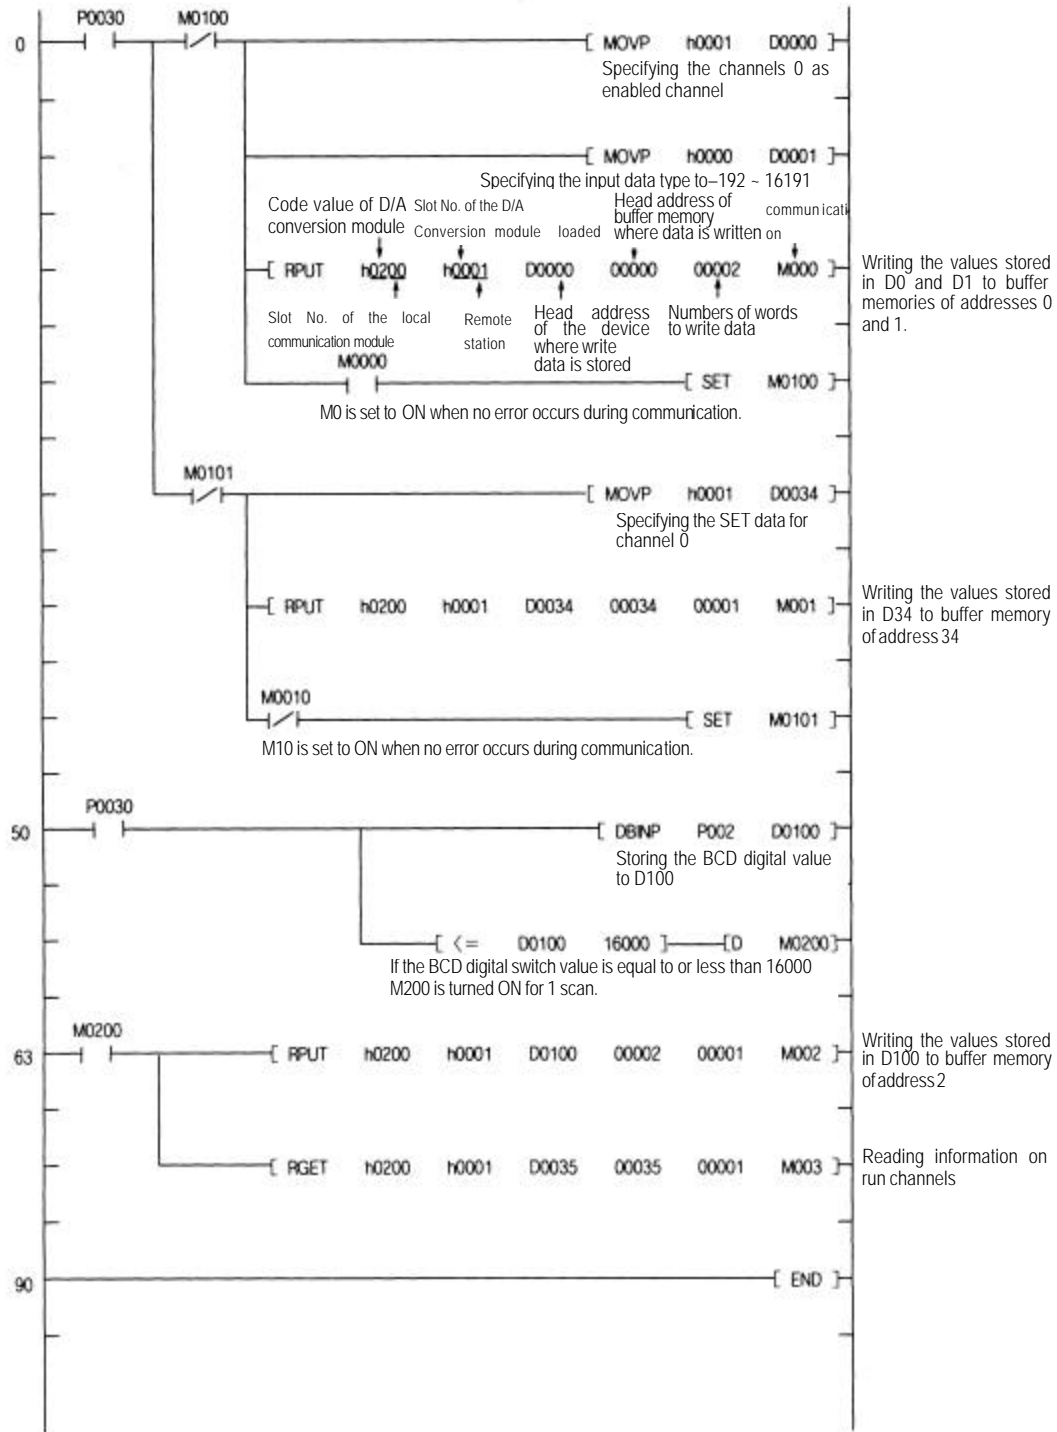 P0030 M0100
0 [ MOVP h0001 D0000 ]
Specifying the channels 0 as
enabled channel
[ MOVP h0000 D0001 ]
Specifying the input data type to–192 ~ 16191
Code value of D/A
conversion module
Slot No. of the D/A
Conversion module loaded
Head address of
buffer memory
where data is written
communicati
on
[ RPUT h0200 h0001 D0000 00000 00002 M000 ]
Writing the values stored
in D0 and D1 to buffer
memories of addresses 0
and 1.
Slot No. of the local
communication module
Remote
station
Head address
of the device
where write
data is stored
Numbers of words
to write data
M0000
[ SET M0100 ]
M0 is set to ON when no error occurs during communication.
M0101
[ MOVP h0001 D0034 ]
Specifying the SET data for
channel 0
[ RPUT h0200 h0001 D0034 00034 00001 M001 ]
Writing the values stored
in D34 to buffer memory
of address 34
M0010
[ SET M0101 ]
M10 is set to ON when no error occurs during communication.
P0030
50 [ DBINP P002 D0100 ]
Storing the BCD digital value
to D100
[ <= D0100 16000 ] [D M0200]
If the BCD digital switch value is equal to or less than 16000
M200 is turned ON for 1 scan.
M0200
63 [ RPUT h0200 h0001 D0100 00002 00001 M002 ]
Writing the values stored
in D100 to buffer memory
of address 2
[ RGET h0200 h0001 D0035 00035 00001 M003 ]
Reading information on
run channels
90 [ END ]